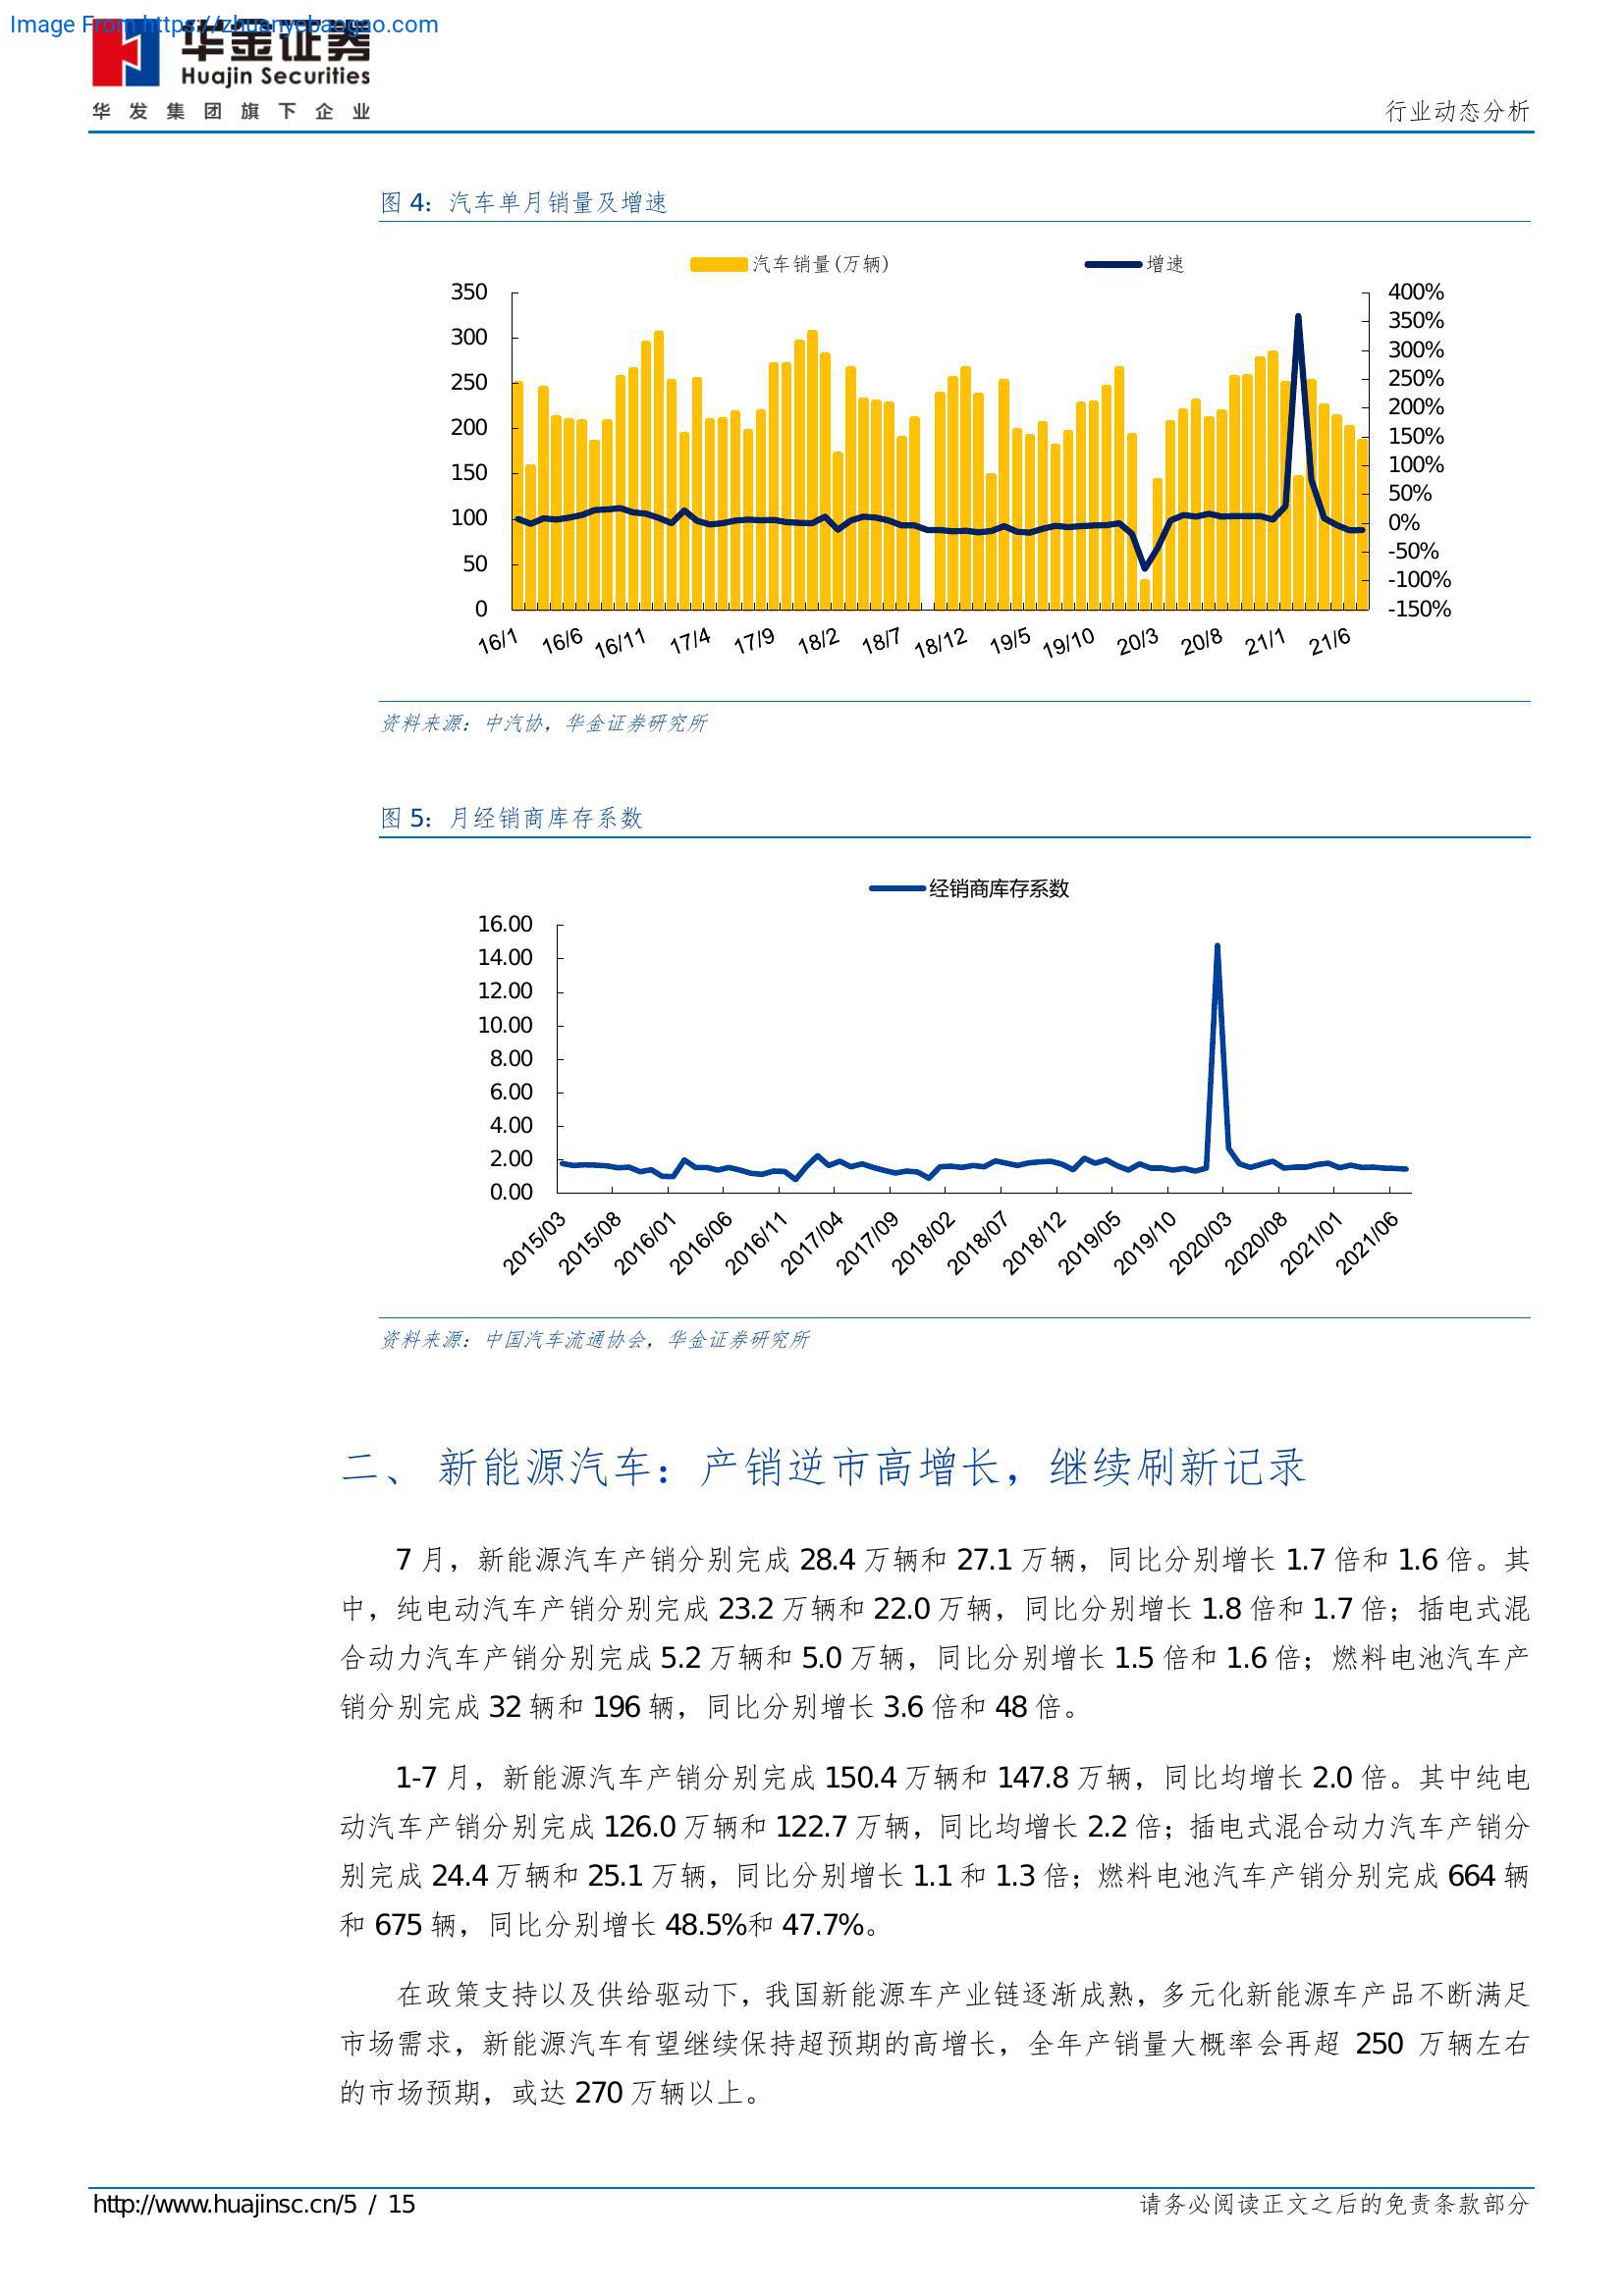 Image From https://zhuanyebaogao.com
华金证券
Huajin Securities
华发集团旗下企业
行业动态分析
图 4：汽车单月销量及增速
汽车销量(万辆) 增速
350 400%
300 350%
250 300%
200 250%
150 200%
100 150%
50 100%
0 50%
0%
-50%
-100%
-150%
16/1 16/6 16/11 17/4 17/9 18/2 18/7 18/12 19/5 19/10 20/3 20/8 21/1 21/6
资料来源：中汽协，华金证券研究所
图 5：月经销商库存系数
经销商库存系数
16.00
14.00
12.00
10.00
8.00
6.00
4.00
2.00
0.00
2015/03 2015/08 2016/01 2016/06 2016/11 2017/04 2017/09 2018/02 2018/07 2018/12 2019/05 2019/10 2020/03 2020/08 2021/01 2021/06
资料来源：中国汽车流通协会，华金证券研究所
二、 新能源汽车：产销逆市高增长，继续刷新记录
7 月，新能源汽车产销分别完成 28.4 万辆和 27.1 万辆，同比分别增长 1.7 倍和 1.6 倍。其
中，纯电动汽车产销分别完成 23.2 万辆和 22.0 万辆，同比分别增长 1.8 倍和 1.7 倍；插电式混
合动力汽车产销分别完成 5.2 万辆和 5.0 万辆，同比分别增长 1.5 倍和 1.6 倍；燃料电池汽车产
销分别完成 32 辆和 196 辆，同比分别增长 3.6 倍和 48 倍。
1-7 月，新能源汽车产销分别完成 150.4 万辆和 147.8 万辆，同比均增长 2.0 倍。其中纯电
动汽车产销分别完成 126.0 万辆和 122.7 万辆，同比均增长 2.2 倍；插电式混合动力汽车产销分
别完成 24.4 万辆和 25.1 万辆，同比分别增长 1.1 和 1.3 倍；燃料电池汽车产销分别完成 664 辆
和 675 辆，同比分别增长 48.5%和 47.7%。
在政策支持以及供给驱动下，我国新能源车产业链逐渐成熟，多元化新能源车产品不断满足
市场需求，新能源汽车有望继续保持超预期的高增长，全年产销量大概率会再超 250 万辆左右
的市场预期，或达 270 万辆以上。
http://www.huajinsc.cn/5 / 15
请务必阅读正文之后的免责条款部分